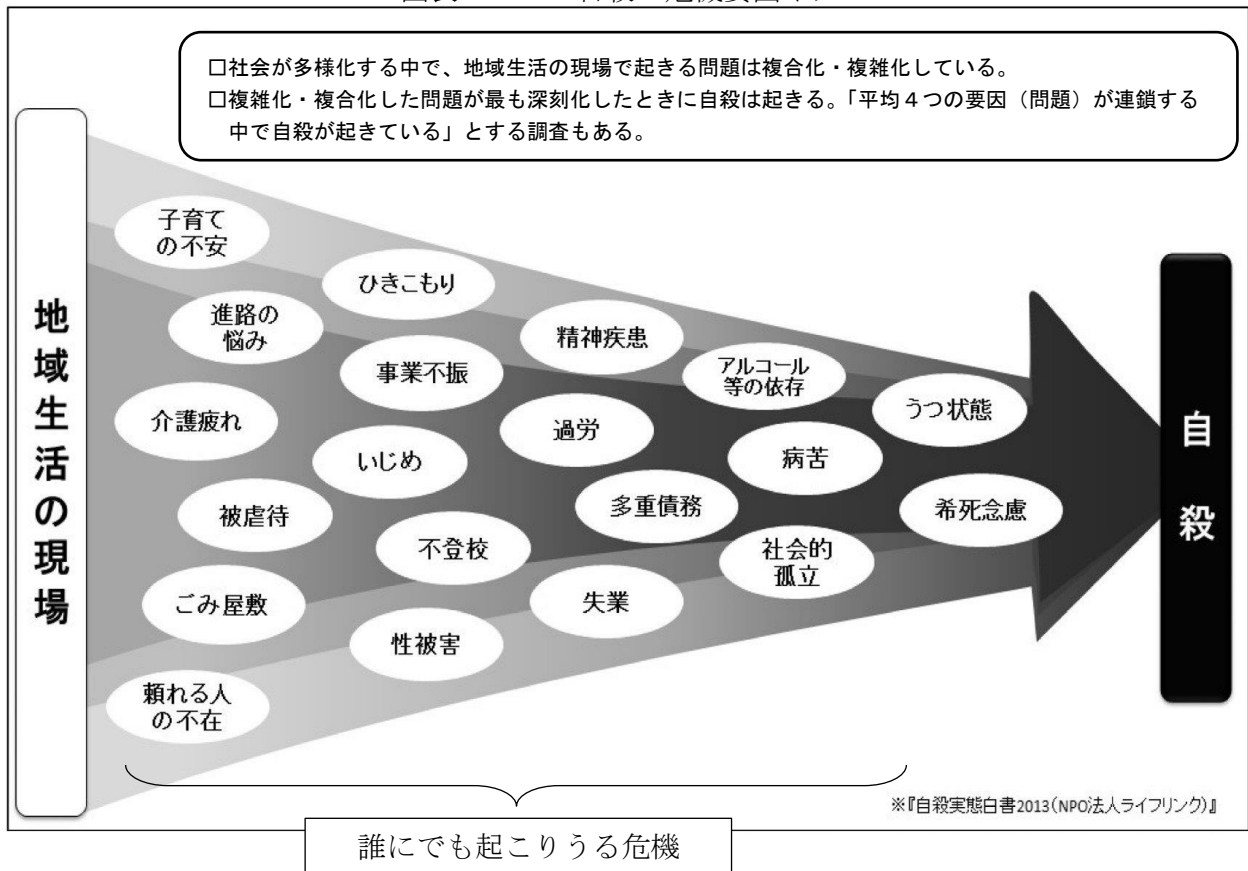 □社会が多様化する中で、地域生活の現場で起きる問題は複合化・複雑化している。
□複雑化・複合化した問題が最も深刻化したときに自殺は起きる。「平均４つの要因（問題）が連鎖する
中で自殺が起きている」とする調査もある。
地域生活の現場
子育て
の不安
ひきこもり
進路の
悩み
精神疾患
事業不振
アルコール
等の依存
うつ状態
介護疲れ
過労
いじめ
病苦
被虐待
多重債務
希死念慮
不登校
社会的
孤立
ごみ屋敷
失業
性被害
頼れる人
の不在
自殺
※『自殺実態白書2013(NPO法人ライフリンク)』
誰にでも起こりうる危機